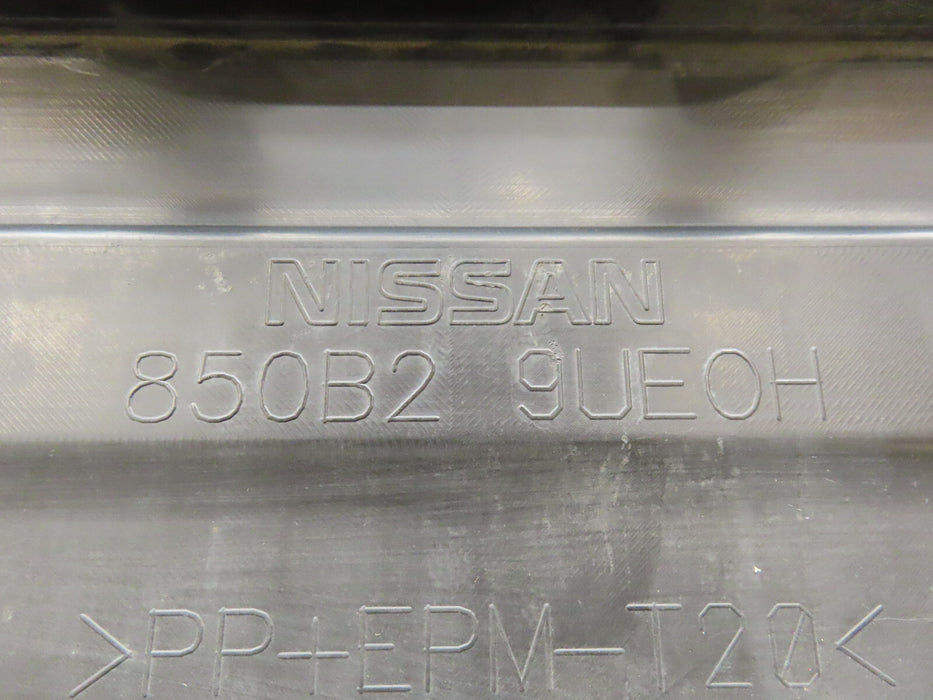 NISSAN
850B2 9UE0H
>PP+EPM-T20<